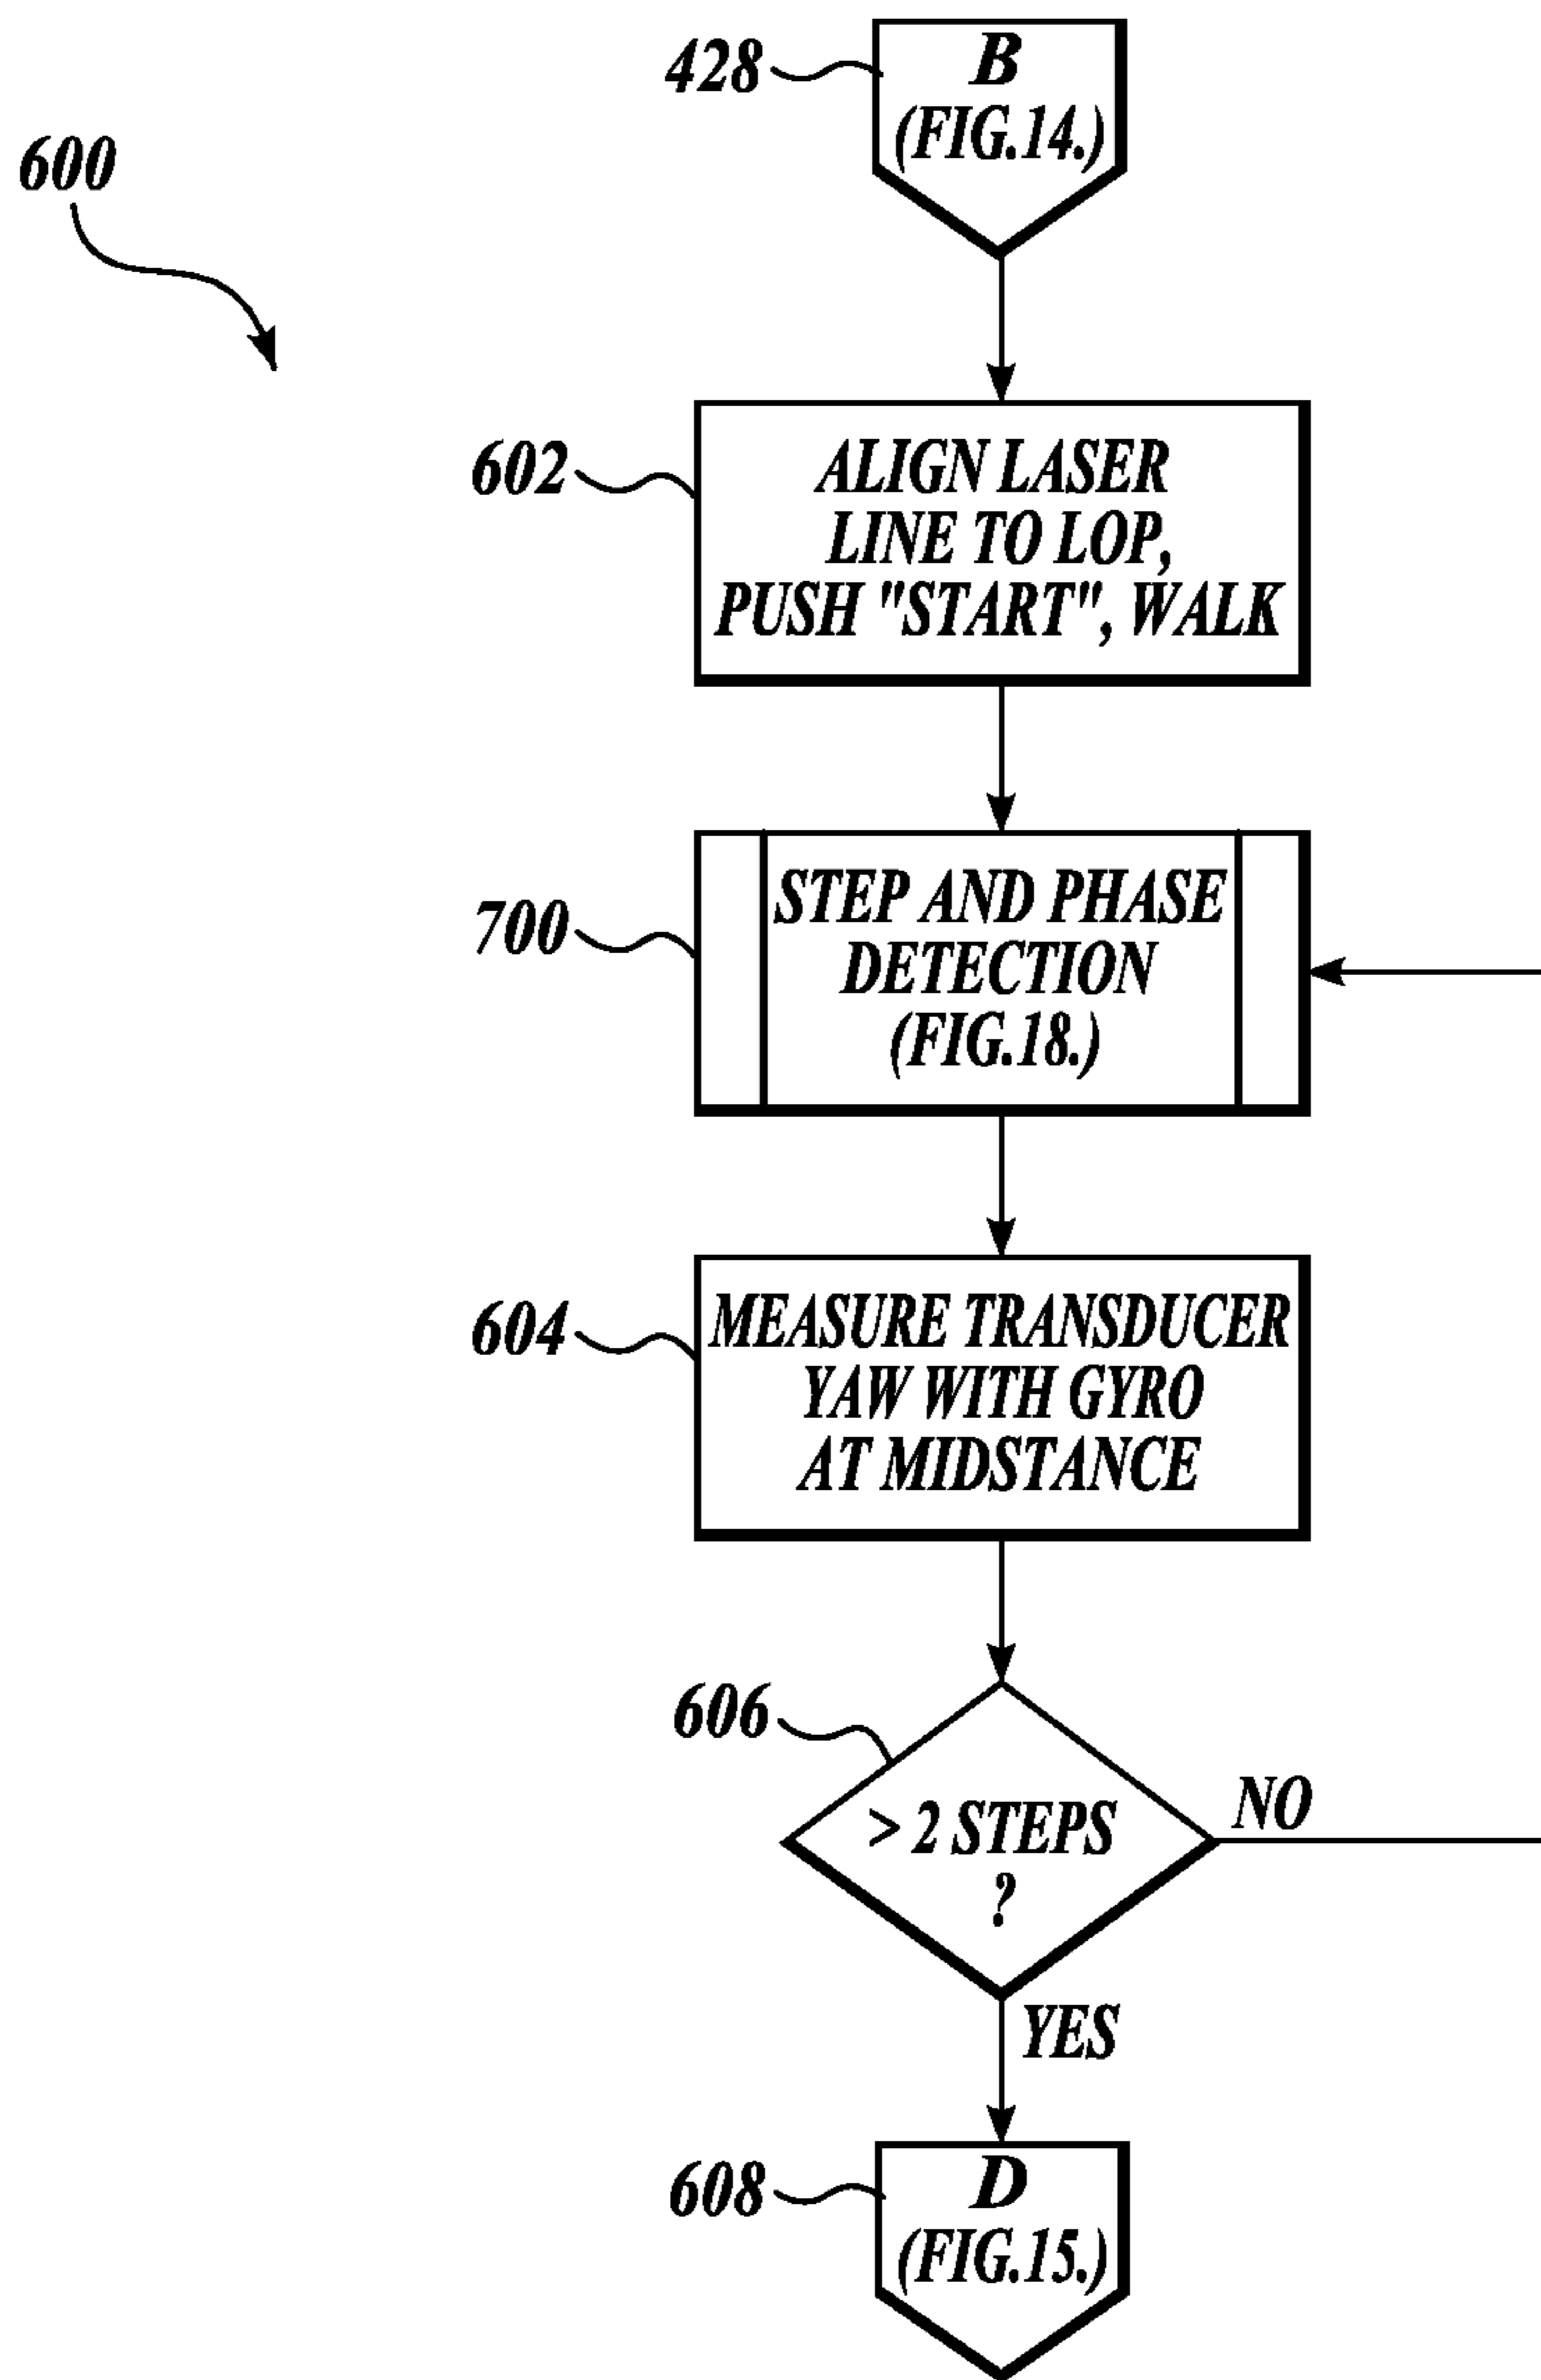 428
B
(FIG.14.)
600
602
ALIGN LASER
LINE TO LOP,
PUSH "START", WALK
700
STEP AND PHASE
DETECTION
(FIG.18.)
604
MEASURE TRANSDUCER
YAW WITH GYRO
AT MIDSTANCE
606
> 2 STEPS
?
NO
YES
608
D
(FIG.15.)